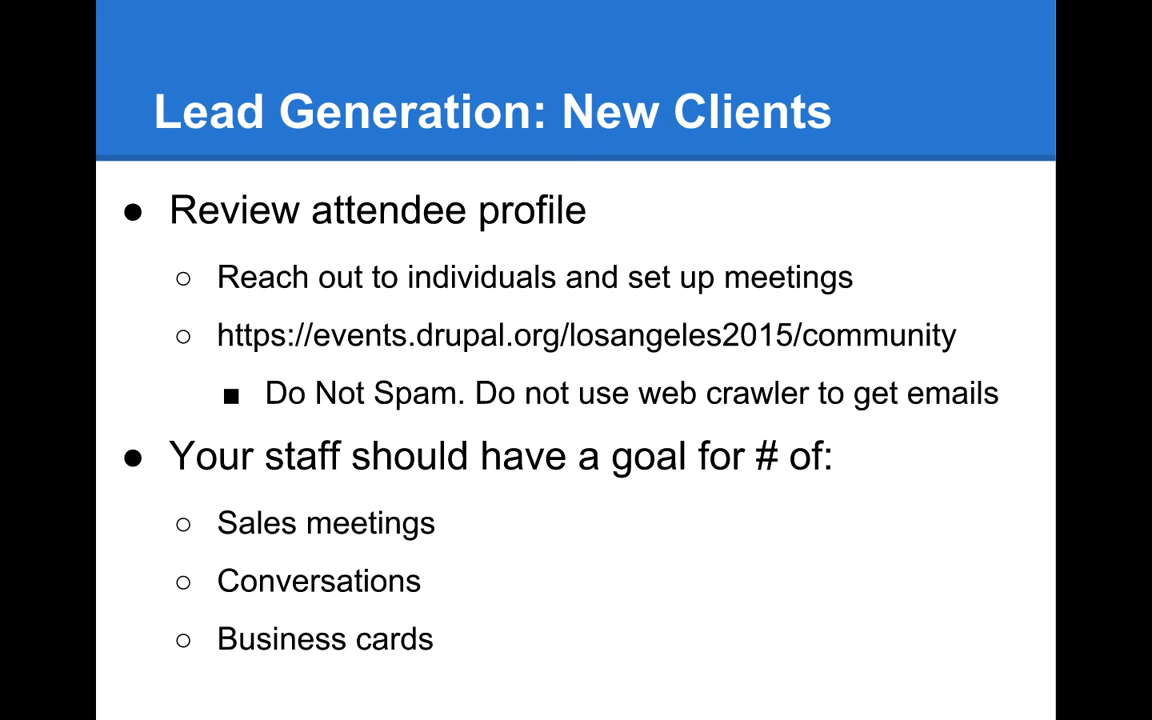 Lead Generation: New Clients
● Review attendee profile
○ Reach out to individuals and set up meetings
○ https://events.drupal.org/losangeles2015/community
■ Do Not Spam. Do not use web crawler to get emails
● Your staff should have a goal for # of:
○ Sales meetings
○ Conversations
○ Business cards